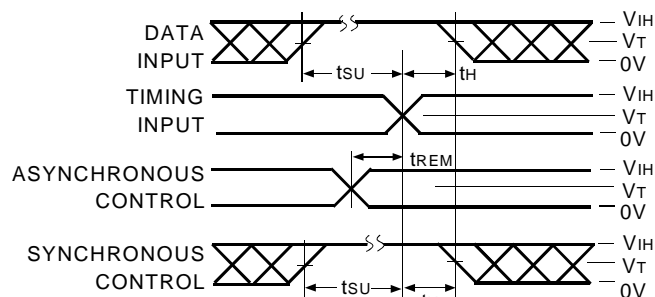 DATA
INPUT
tSU
tH
VIH
VT
0V
TIMING
INPUT
VIH
VT
0V
tREM
ASYNCHRONOUS
CONTROL
VIH
VT
0V
SYNCHRONOUS
CONTROL
tSU
VIH
VT
0V